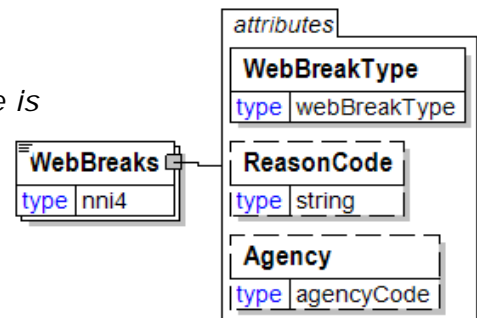 attributes
WebBreakType
type webBreakType
e is
WebBreaks
type nni4
ReasonCode
type string
Agency
type agencyCode